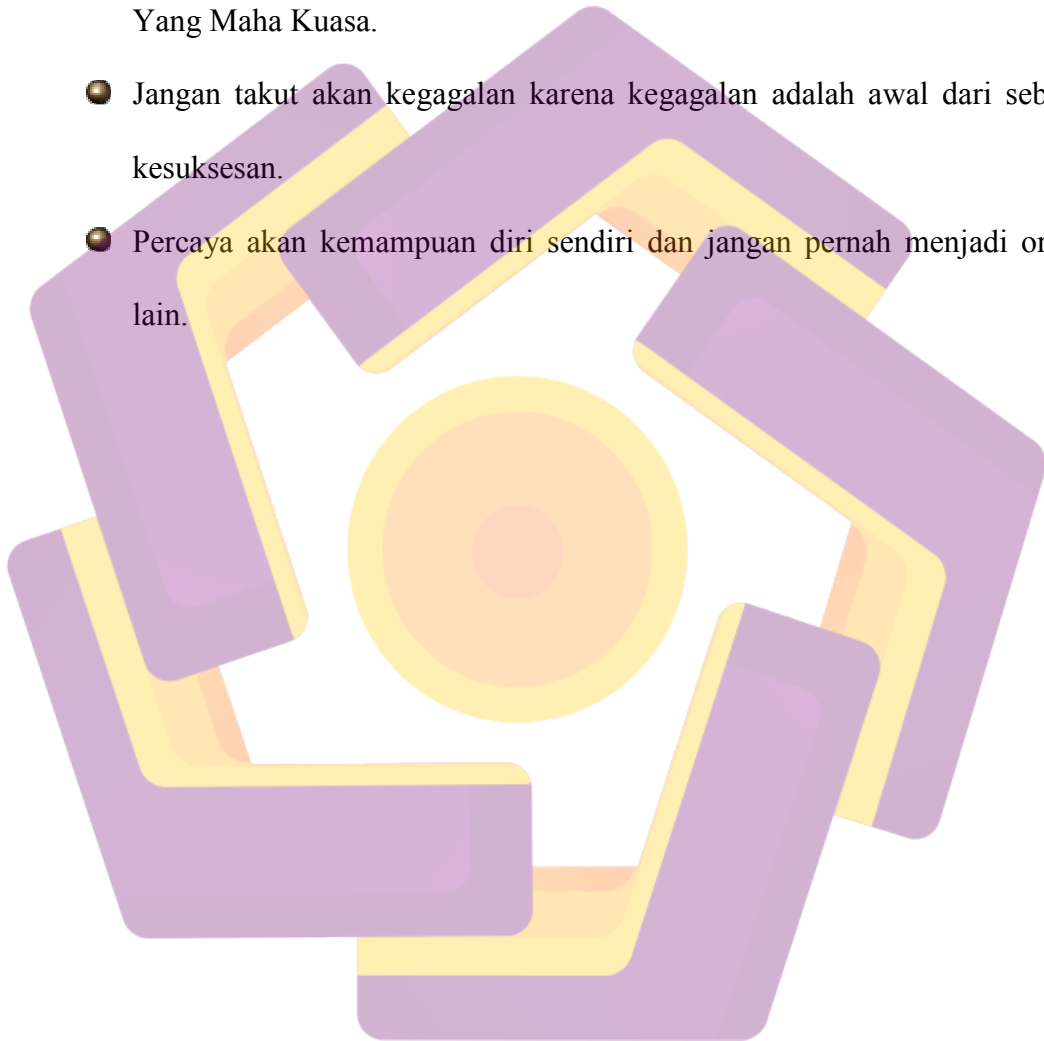 Yang Maha Kuasa.
Jangan takut akan kegagalan karena kegagalan adalah awal dari seb
kesuksesan.
Percaya akan kemampuan diri sendiri dan jangan pernah menjadi or
lain.